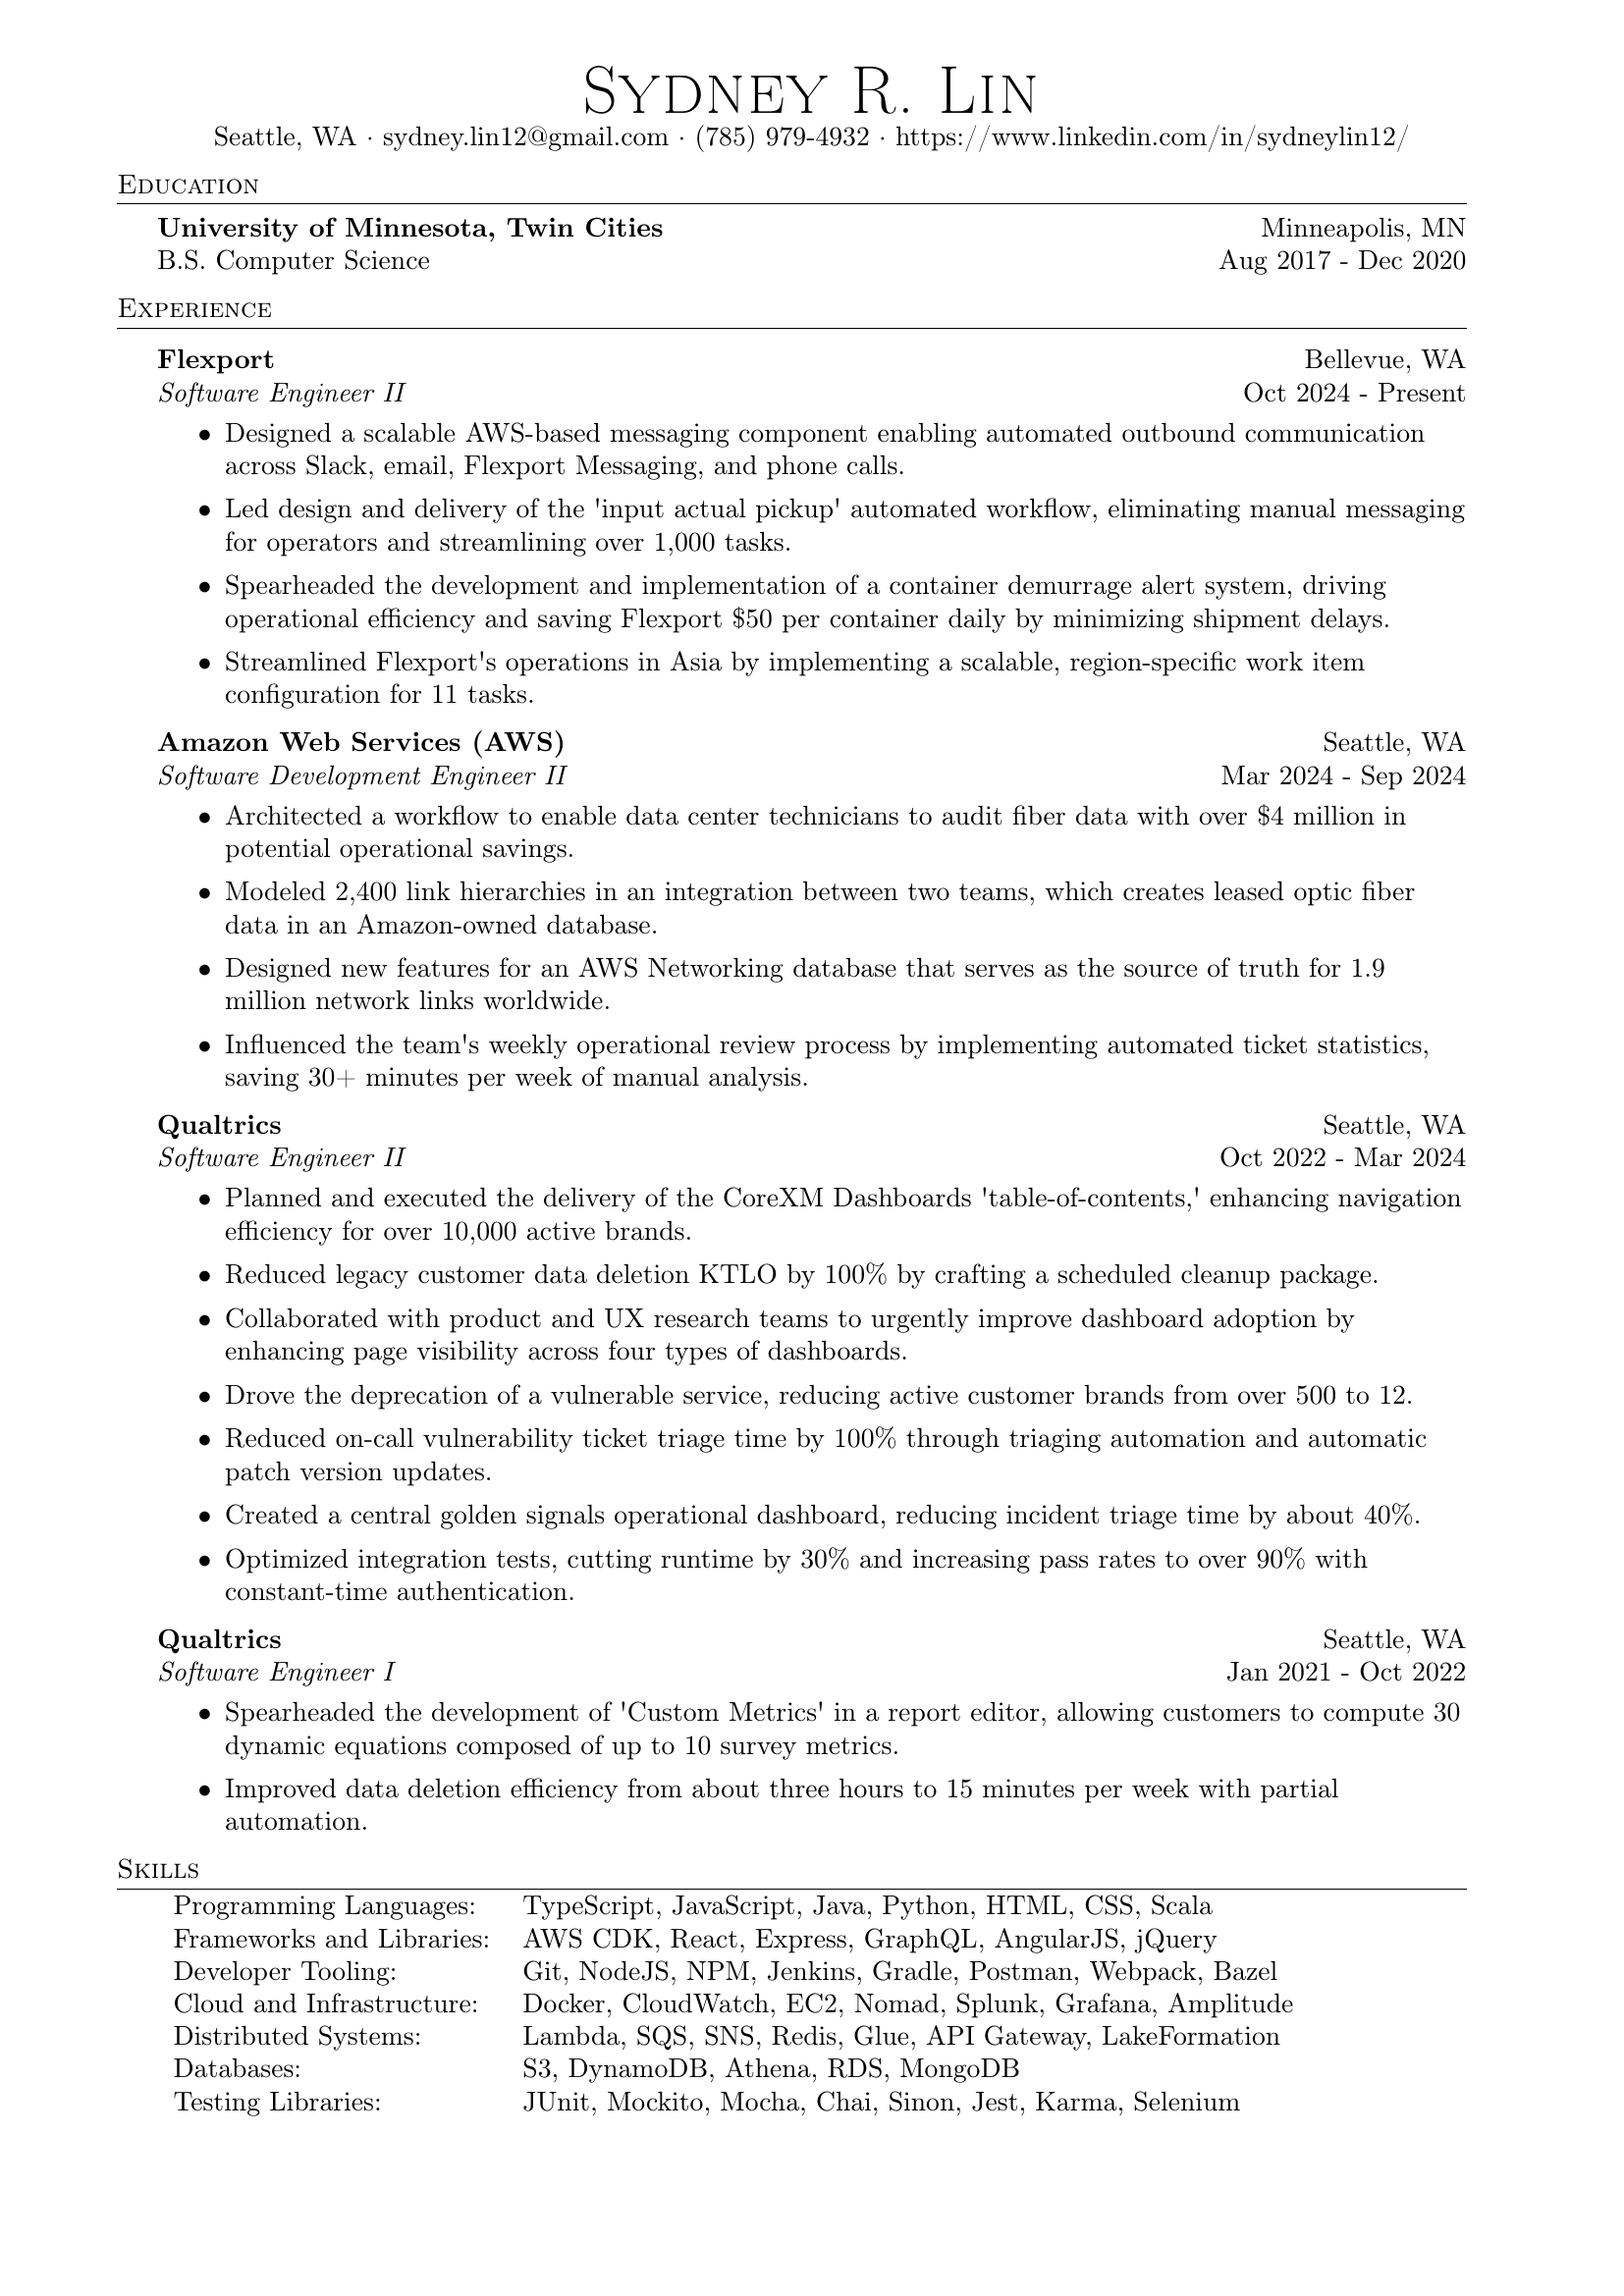 Sydney R. Lin
Seattle, WA · sydney.lin12@gmail.com · (785) 979-4932 · https://www.linkedin.com/in/sydneylin12/
Education
University of Minnesota, Twin Cities Minneapolis, MN
B.S. Computer Science Aug 2017 - Dec 2020
Experience
Flexport Bellevue, WA
Software Engineer II Oct 2024 - Present
• Designed a scalable AWS-based messaging component enabling automated outbound communication
across Slack, email, Flexport Messaging, and phone calls.
• Led design and delivery of the 'input actual pickup' automated workflow, eliminating manual messaging
for operators and streamlining over 1,000 tasks.
• Spearheaded the development and implementation of a container demurrage alert system, driving
operational efficiency and saving Flexport $50 per container daily by minimizing shipment delays.
• Streamlined Flexport's operations in Asia by implementing a scalable, region-specific work item
configuration for 11 tasks.
Amazon Web Services (AWS) Seattle, WA
Software Development Engineer II Mar 2024 - Sep 2024
• Architected a workflow to enable data center technicians to audit fiber data with over $4 million in
potential operational savings.
• Modeled 2,400 link hierarchies in an integration between two teams, which creates leased optic fiber
data in an Amazon-owned database.
• Designed new features for an AWS Networking database that serves as the source of truth for 1.9
million network links worldwide.
• Influenced the team's weekly operational review process by implementing automated ticket statistics,
saving 30+ minutes per week of manual analysis.
Qualtrics Seattle, WA
Software Engineer II Oct 2022 - Mar 2024
• Planned and executed the delivery of the CoreXM Dashboards 'table-of-contents,' enhancing navigation
efficiency for over 10,000 active brands.
• Reduced legacy customer data deletion KTLO by 100% by crafting a scheduled cleanup package.
• Collaborated with product and UX research teams to urgently improve dashboard adoption by
enhancing page visibility across four types of dashboards.
• Drove the deprecation of a vulnerable service, reducing active customer brands from over 500 to 12.
• Reduced on-call vulnerability ticket triage time by 100% through triaging automation and automatic
patch version updates.
• Created a central golden signals operational dashboard, reducing incident triage time by about 40%.
• Optimized integration tests, cutting runtime by 30% and increasing pass rates to over 90% with
constant-time authentication.
Qualtrics Seattle, WA
Software Engineer I Jan 2021 - Oct 2022
• Spearheaded the development of 'Custom Metrics' in a report editor, allowing customers to compute 30
dynamic equations composed of up to 10 survey metrics.
• Improved data deletion efficiency from about three hours to 15 minutes per week with partial
automation.
Skills
Programming Languages: TypeScript, JavaScript, Java, Python, HTML, CSS, Scala
Frameworks and Libraries: AWS CDK, React, Express, GraphQL, AngularJS, jQuery
Developer Tooling: Git, NodeJS, NPM, Jenkins, Gradle, Postman, Webpack, Bazel
Cloud and Infrastructure: Docker, CloudWatch, EC2, Nomad, Splunk, Grafana, Amplitude
Distributed Systems: Lambda, SQS, SNS, Redis, Glue, API Gateway, LakeFormation
Databases: S3, DynamoDB, Athena, RDS, MongoDB
Testing Libraries: JUnit, Mockito, Mocha, Chai, Sinon, Jest, Karma, Selenium